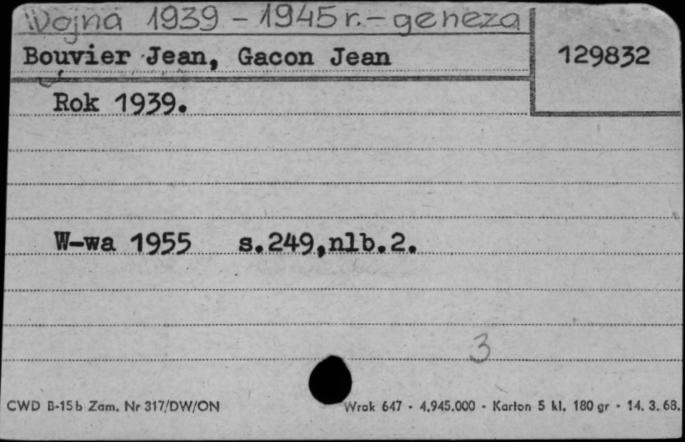 Wojna 1939 - 1945 r. - geneza
Bouvier Jean, Gacon Jean
129832
Rok 1939.
W-wa 1955 s.249,nlb.2.
3
CWD B-15b Zam. Nr 317/DW/ON
Wrak 647 - 4.945.000 - Karton 5 kl. 180 gr - 14. 3. 68.